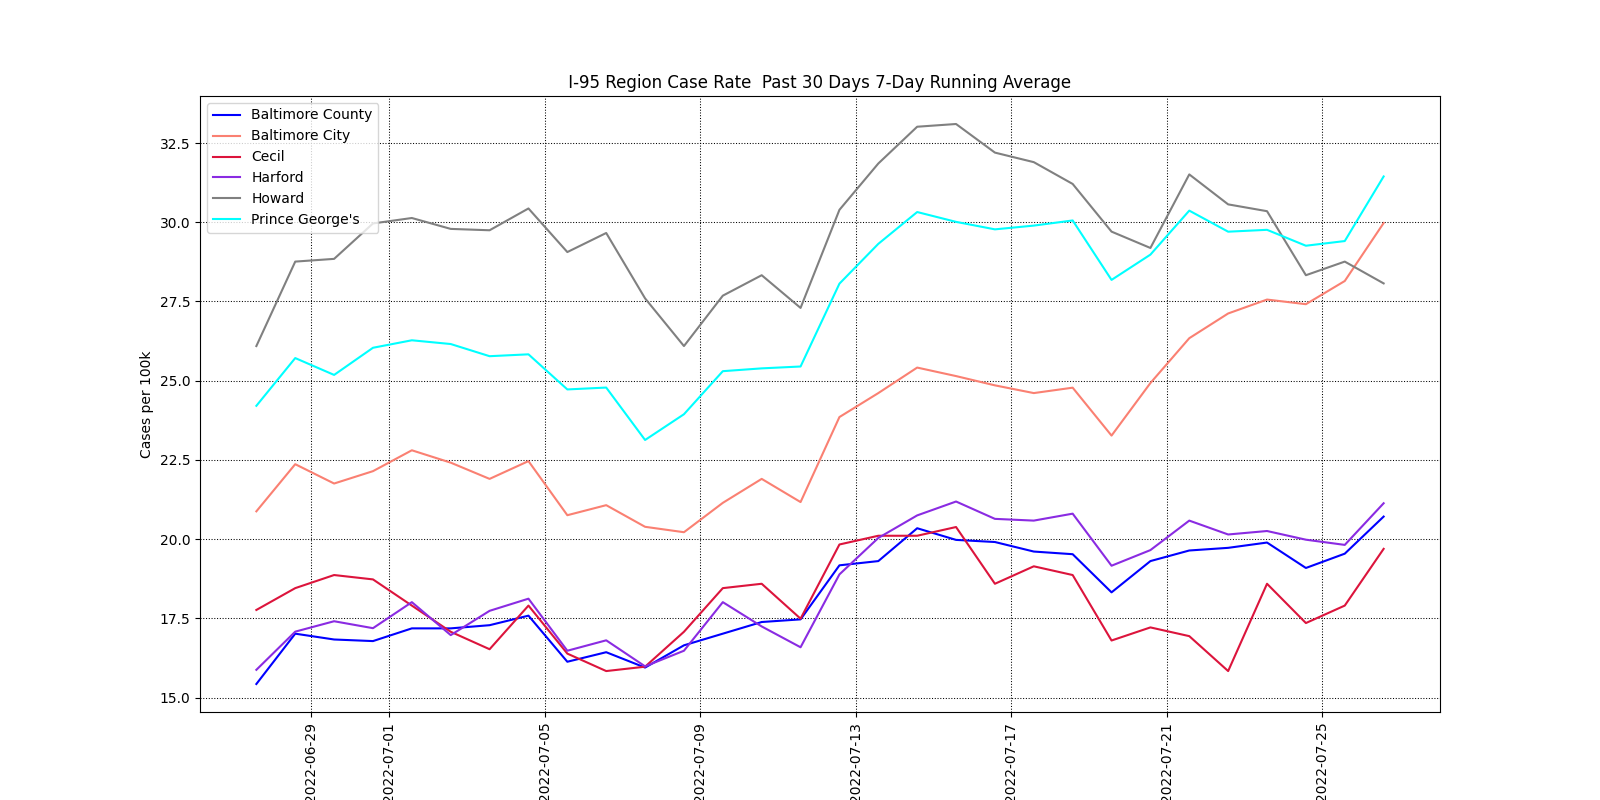 I-95 Region Case Rate  Past 30 Days 7-Day Running Average
Baltimore County
Baltimore City
Cecil
Harford
Howard
Prince George's
Cases per 100k
32.5
30.0
27.5
25.0
22.5
20.0
17.5
15.0
2022-06-29
2022-07-01
2022-07-05
2022-07-09
2022-07-13
2022-07-17
2022-07-21
2022-07-25